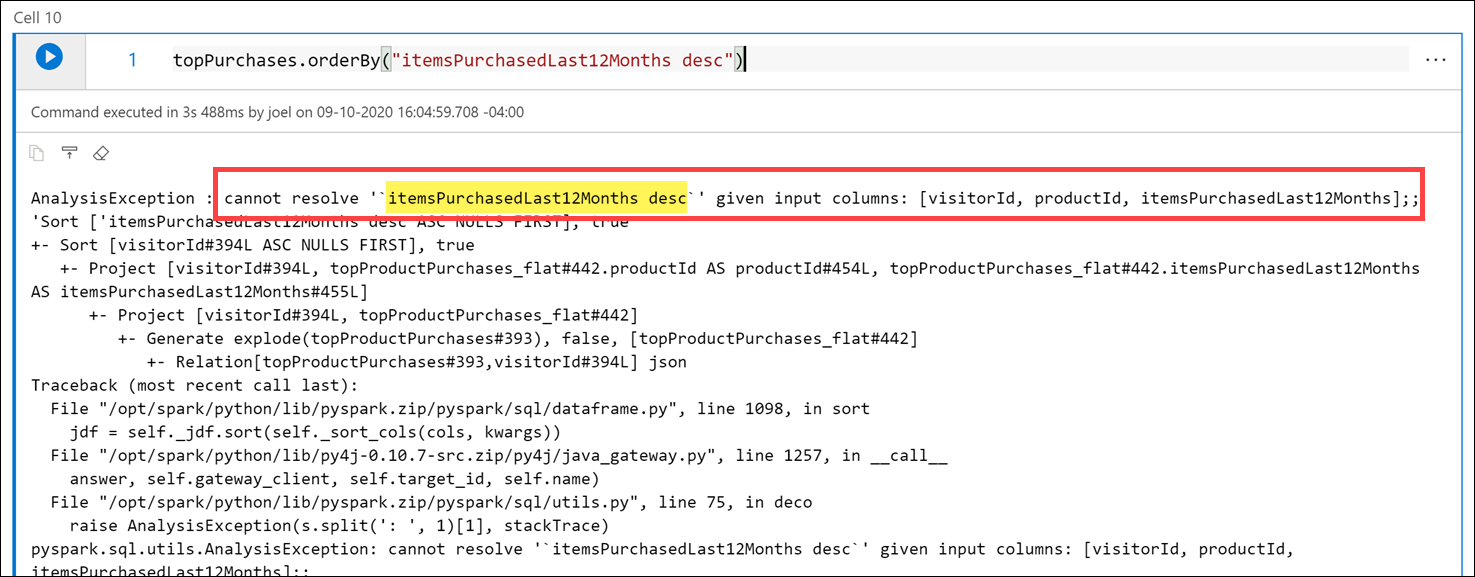 Cell 10
1 topPurchases.orderBy("itemsPurchasedLast12Months desc")
...
Command executed in 3s 488ms by joel on 09-10-2020 16:04:59.708 -04:00
AnalysisException : cannot resolve '`itemsPurchasedLast12Months desc`' given input columns: [visitorId, productId, itemsPurchasedLast12Months];;
'Sort ['itemsPurchasedLast12Months desc ASC NULLS FIRST], true
+- Sort [visitorId#394L ASC NULLS FIRST], true
   +- Project [visitorId#394L, topProductPurchases_flat#442.productId AS productId#454L, topProductPurchases_flat#442.itemsPurchasedLast12Months
AS itemsPurchasedLast12Months#455L]
      +- Project [visitorId#394L, topProductPurchases_flat#442]
         +- Generate explode(topProductPurchases#393), false, [topProductPurchases_flat#442]
            +- Relation[topProductPurchases#393,visitorId#394L] json
Traceback (most recent call last):
  File "/opt/spark/python/lib/pyspark.zip/pyspark/sql/dataframe.py", line 1098, in sort
    jdf = self._jdf.sort(self._sort_cols(cols, kwargs))
  File "/opt/spark/python/lib/py4j-0.10.7-src.zip/py4j/java_gateway.py", line 1257, in __call__
    answer, self.gateway_client, self.target_id, self.name)
  File "/opt/spark/python/lib/pyspark.zip/pyspark/sql/utils.py", line 75, in deco
    raise AnalysisException(s.split(': ', 1)[1], stackTrace)
pyspark.sql.utils.AnalysisException: cannot resolve '`itemsPurchasedLast12Months desc`' given input columns: [visitorId, productId,
itemsPurchasedLast12Months];;